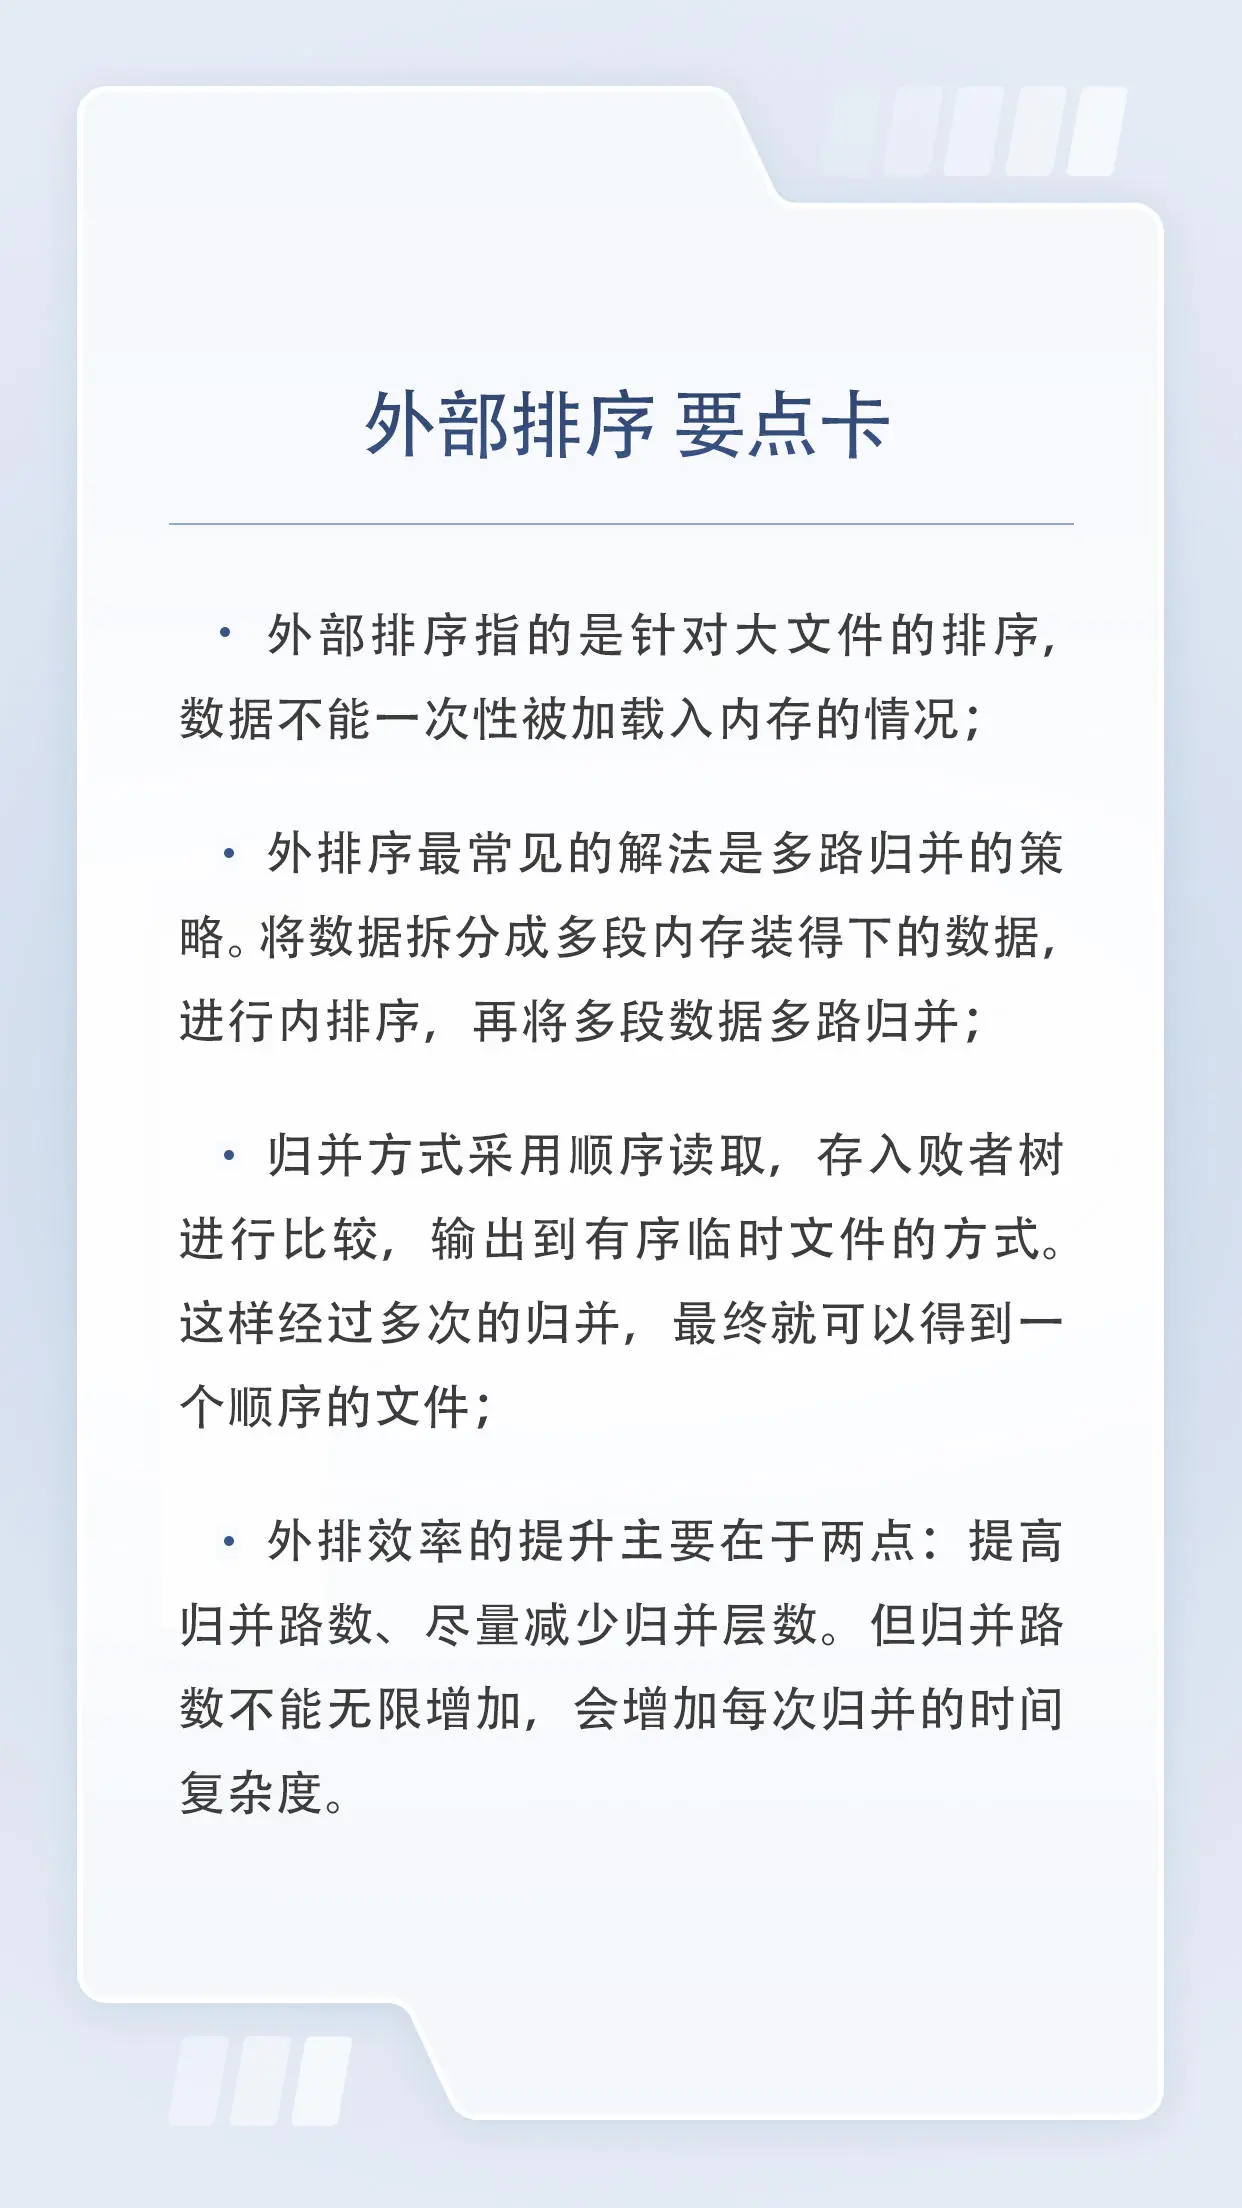 外部排序 要点卡
• 外部排序指的是针对大文件的排序,
数据不能一次性被加载入内存的情况；
• 外排序最常见的解法是多路归并的策
略。将数据拆分成多段内存装得下的数据,
进行内排序，再将多段数据多路归并；
• 归并方式采用顺序读取，存入败者树
进行比较，输出到有序临时文件的方式。
这样经过多次的归并，最终就可以得到一
个顺序的文件；
• 外排效率的提升主要在于两点：提高
归并路数、尽量减少归并层数。但归并路
数不能无限增加，会增加每次归并的时间
复杂度。